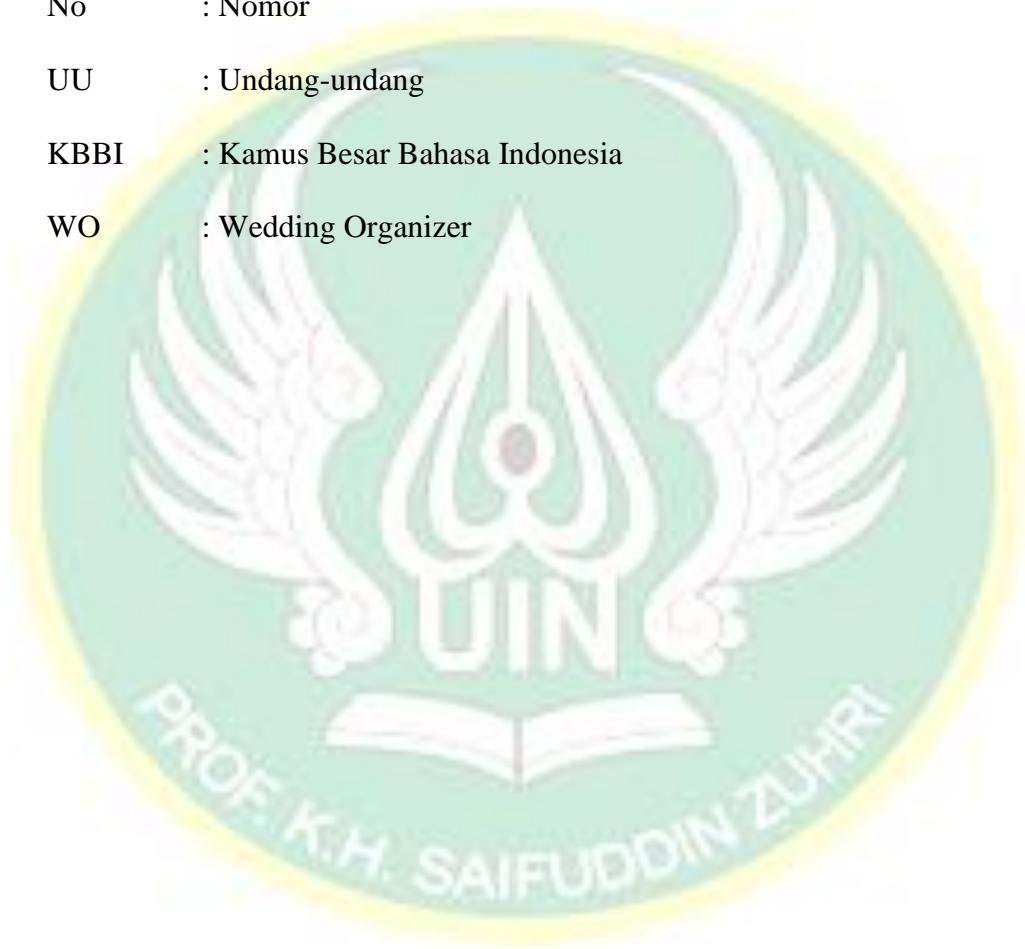 No : Nomor
UU : Undang-undang
KBBI : Kamus Besar Bahasa Indonesia
WO : Wedding Organizer
UIN
PROF. K.H. SAIFUDDIN ZUHRI